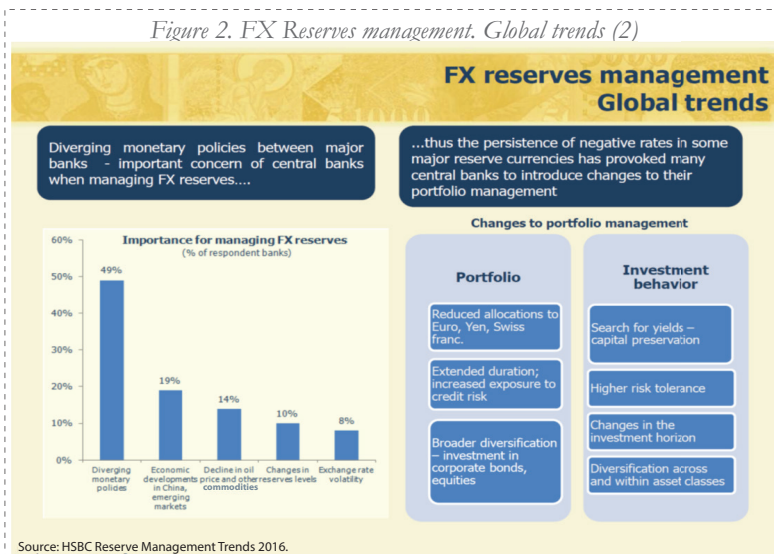 Figure 2. FX Reserves management. Global trends (2)
FX reserves management
Global trends
Diverging monetary policies between major
banks - important concern of central banks
when managing FX reserves....
...thus the persistence of negative rates in some
major reserve currencies has provoked many
central banks to introduce changes to their
portfolio management
Importance for managing FX reserves
(% of respondent banks)
60%
50%
40%
30%
20%
10%
0%
49%
19%
14%
10%
8%
Diverging
monetary
policies
Economic
developments
in China,
emerging
markets
Decline in oil
price and other
commodities
Changes in
reserves levels
Exchange rate
volatility
Changes to portfolio management
Portfolio
Reduced allocations to
Euro, Yen, Swiss
franc.
Extended duration;
increased exposure to
credit risk
Broader diversification
– investment in
corporate bonds,
equities
Investment
behavior
Search for yields –
capital preservation
Higher risk tolerance
Changes in the
investment horizon
Diversification across
and within asset classes
Source: HSBC Reserve Management Trends 2016.